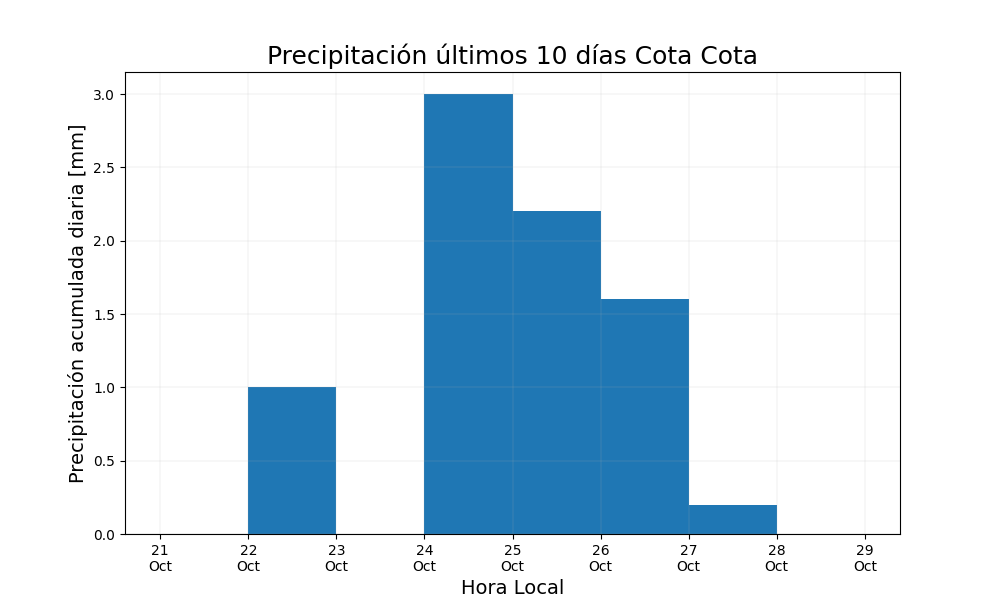 Precipitación últimos 10 días Cota Cota
Precipitación acumulada diaria [mm]
3.0
2.5
2.0
1.5
1.0
0.5
0.0
21 22 23 24 25 26 27 28 29
Oct Oct Oct Oct Oct Oct Oct Oct Oct
Hora Local